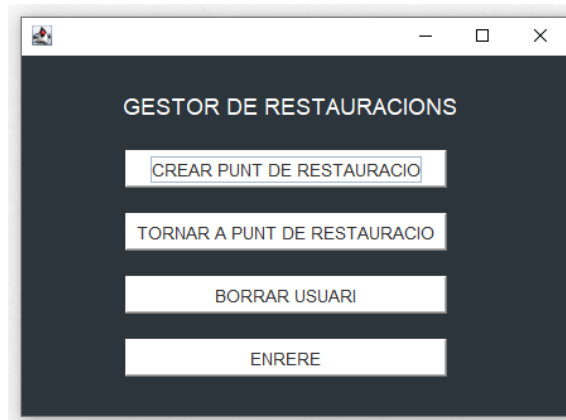 GESTOR DE RESTAURACIONS
CREAR PUNT DE RESTAURACIO
TORNAR A PUNT DE RESTAURACIO
BORRAR USUARI
ENRERE